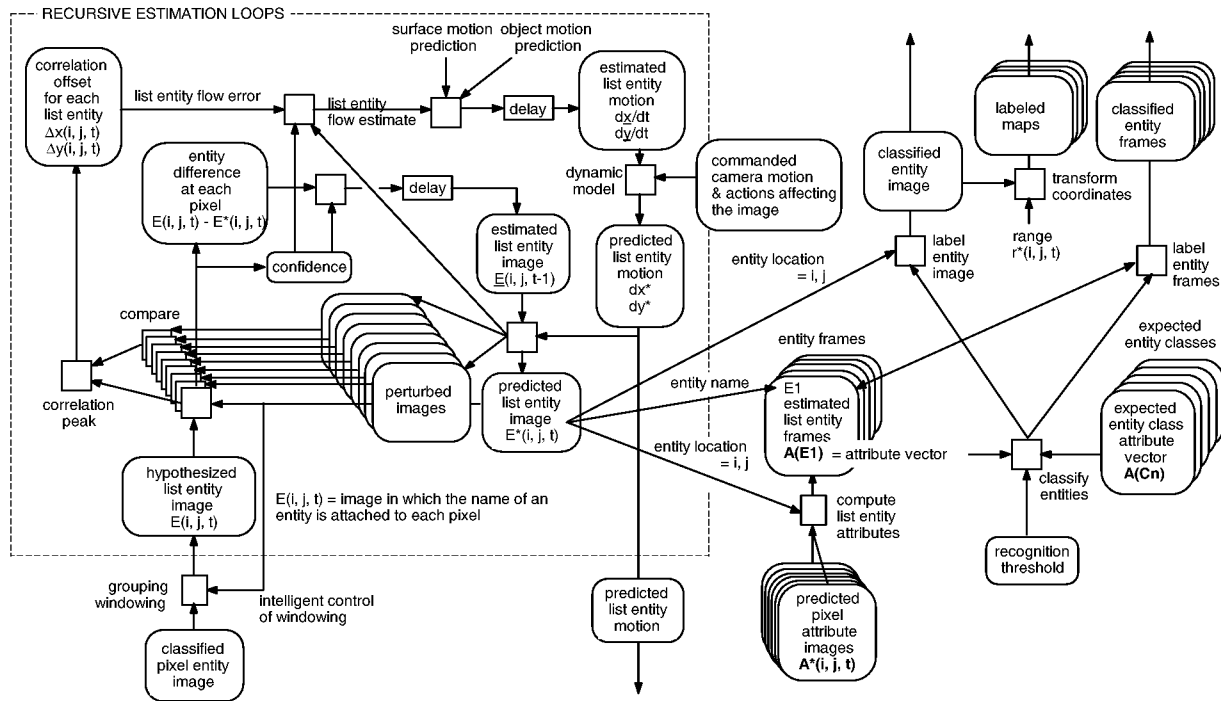 RECURSIVE ESTIMATION LOOPS
surface motion
prediction
object motion
prediction
correlation
offset
for each
list entity
Δx(i, j, t)
Δy(i, j, t)
list entity flow error
list entity
flow estimate
delay
estimated
list entity
motion
dx/dt
dy/dt
entity
difference
at each
pixel
E(i, j, t) - E*(i, j, t)
delay
dynamic
model
commanded
camera motion
& actions affecting
the image
confidence
estimated
list entity
image
E(i, j, t-1)
predicted
list entity
motion
dx*
dy*
compare
correlation
peak
perturbed
images
predicted
list entity
image
E*(i, j, t)
hypothesized
list entity
image
E(i, j, t)
E(i, j, t) = image in which the name of an
entity is attached to each pixel
grouping
windowing
intelligent control
of windowing
classified
pixel entity
image
predicted
list entity
motion
classified
entity
image
labeled
maps
classified
entity
frames
transform
coordinates
range
r*(i, j, t)
label
entity
image
label
entity
frames
entity location
= i, j
entity frames
entity name
E1
estimated
list entity
frames
A(E1) = attribute vector
entity location
= i, j
compute
list entity
attributes
predicted
pixel
attribute
images
A*(i, j, t)
expected
entity classes
expected
entity class
attribute
vector
A(Cn)
classify
entities
recognition
threshold